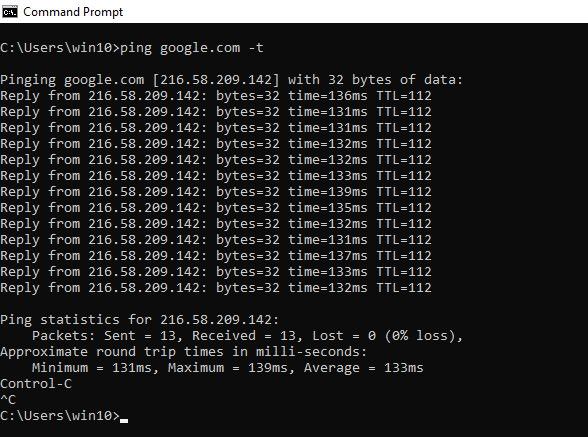 Command Prompt
C:\Users\win10>ping google.com -t
Pinging google.com [216.58.209.142] with 32 bytes of data:
Reply from 216.58.209.142: bytes=32 time=136ms TTL=112
Reply from 216.58.209.142: bytes=32 time=131ms TTL=112
Reply from 216.58.209.142: bytes=32 time=131ms TTL=112
Reply from 216.58.209.142: bytes=32 time=132ms TTL=112
Reply from 216.58.209.142: bytes=32 time=132ms TTL=112
Reply from 216.58.209.142: bytes=32 time=133ms TTL=112
Reply from 216.58.209.142: bytes=32 time=139ms TTL=112
Reply from 216.58.209.142: bytes=32 time=135ms TTL=112
Reply from 216.58.209.142: bytes=32 time=132ms TTL=112
Reply from 216.58.209.142: bytes=32 time=131ms TTL=112
Reply from 216.58.209.142: bytes=32 time=137ms TTL=112
Reply from 216.58.209.142: bytes=32 time=133ms TTL=112
Reply from 216.58.209.142: bytes=32 time=132ms TTL=112
Ping statistics for 216.58.209.142:
    Packets: Sent = 13, Received = 13, Lost = 0 (0% loss),
Approximate round trip times in milli-seconds:
    Minimum = 131ms, Maximum = 139ms, Average = 133ms
Control-C
^C
C:\Users\win10>